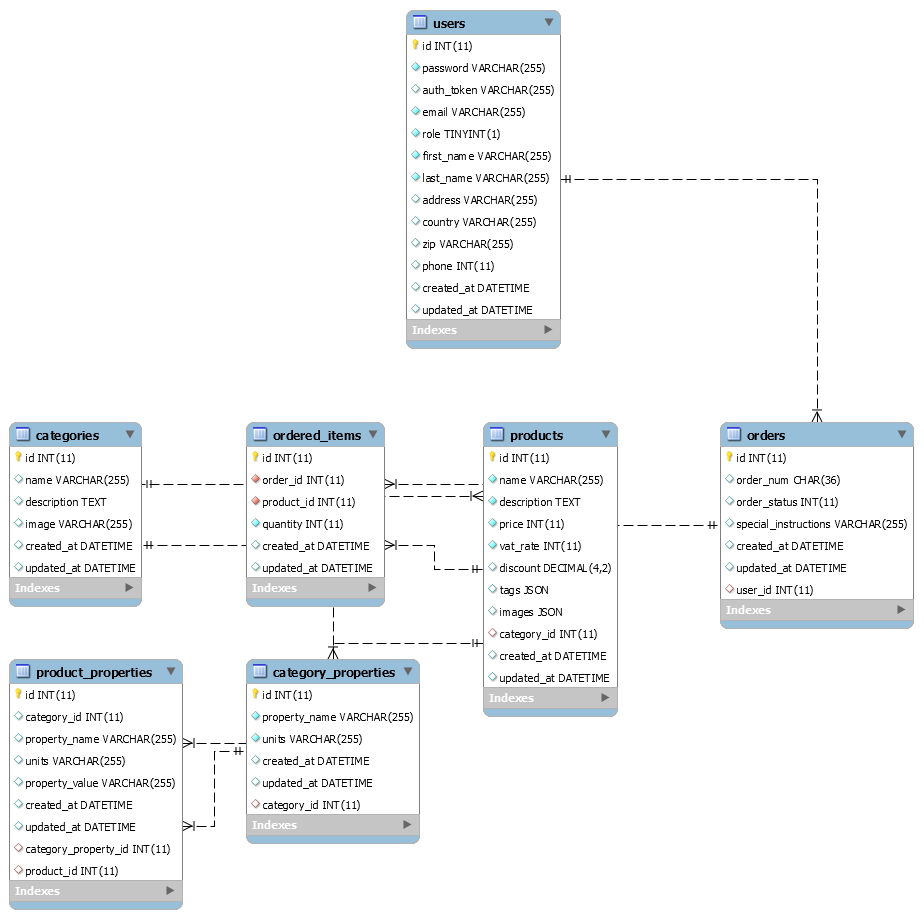 users
id INT(11)
password VARCHAR(255)
auth_token VARCHAR(255)
email VARCHAR(255)
role TINYINT(1)
first_name VARCHAR(255)
last_name VARCHAR(255)
address VARCHAR(255)
country VARCHAR(255)
zip VARCHAR(255)
phone INT(11)
created_at DATETIME
updated_at DATETIME
Indexes
categories
id INT(11)
name VARCHAR(255)
description TEXT
image VARCHAR(255)
created_at DATETIME
updated_at DATETIME
Indexes
ordered_items
id INT(11)
order_id INT(11)
product_id INT(11)
quantity INT(11)
created_at DATETIME
updated_at DATETIME
Indexes
products
id INT(11)
name VARCHAR(255)
description TEXT
price INT(11)
vat_rate INT(11)
discount DECIMAL(4,2)
tags JSON
images JSON
category_id INT(11)
created_at DATETIME
updated_at DATETIME
Indexes
orders
id INT(11)
order_num CHAR(36)
order_status INT(11)
special_instructions VARCHAR(255)
created_at DATETIME
updated_at DATETIME
user_id INT(11)
Indexes
product_properties
id INT(11)
category_id INT(11)
property_name VARCHAR(255)
units VARCHAR(255)
property_value VARCHAR(255)
created_at DATETIME
updated_at DATETIME
category_property_id INT(11)
product_id INT(11)
Indexes
category_properties
id INT(11)
property_name VARCHAR(255)
units VARCHAR(255)
created_at DATETIME
updated_at DATETIME
category_id INT(11)
Indexes